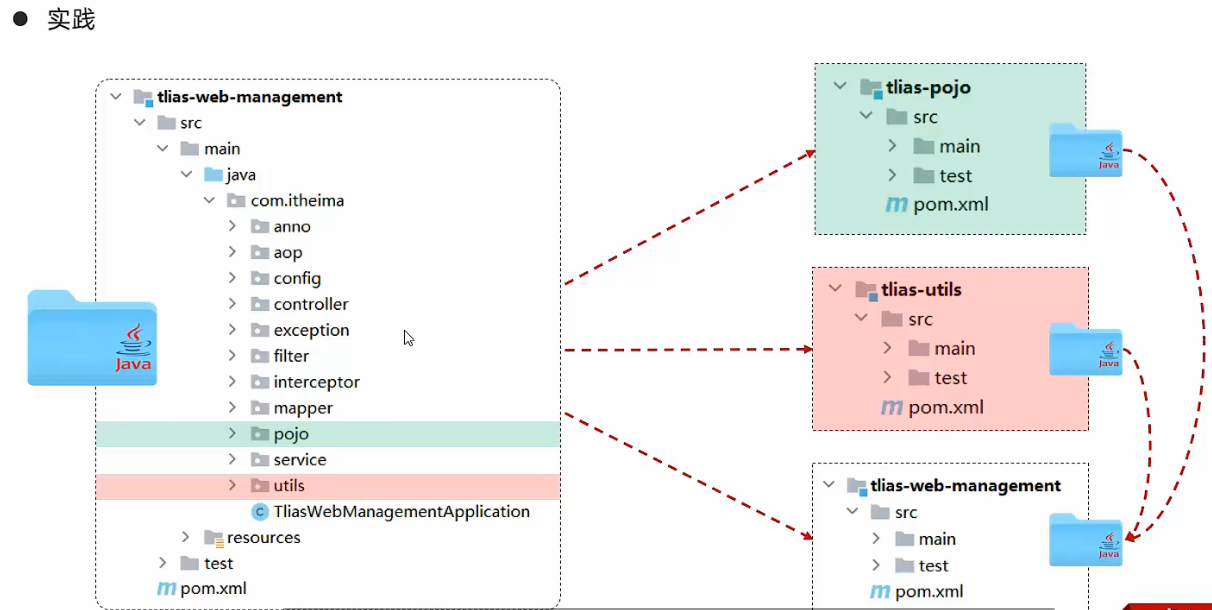 ● 实践
tlias-web-management
src
main
java
com.itheima
anno
aop
config
controller
exception
filter
interceptor
mapper
pojo
service
utils
C TliasWebManagementApplication
resources
test
m pom.xml
Java
tlias-pojo
src
main
test
m pom.xml
Java
tlias-utils
src
main
test
m pom.xml
Java
tlias-web-management
src
main
test
m pom.xml
Java